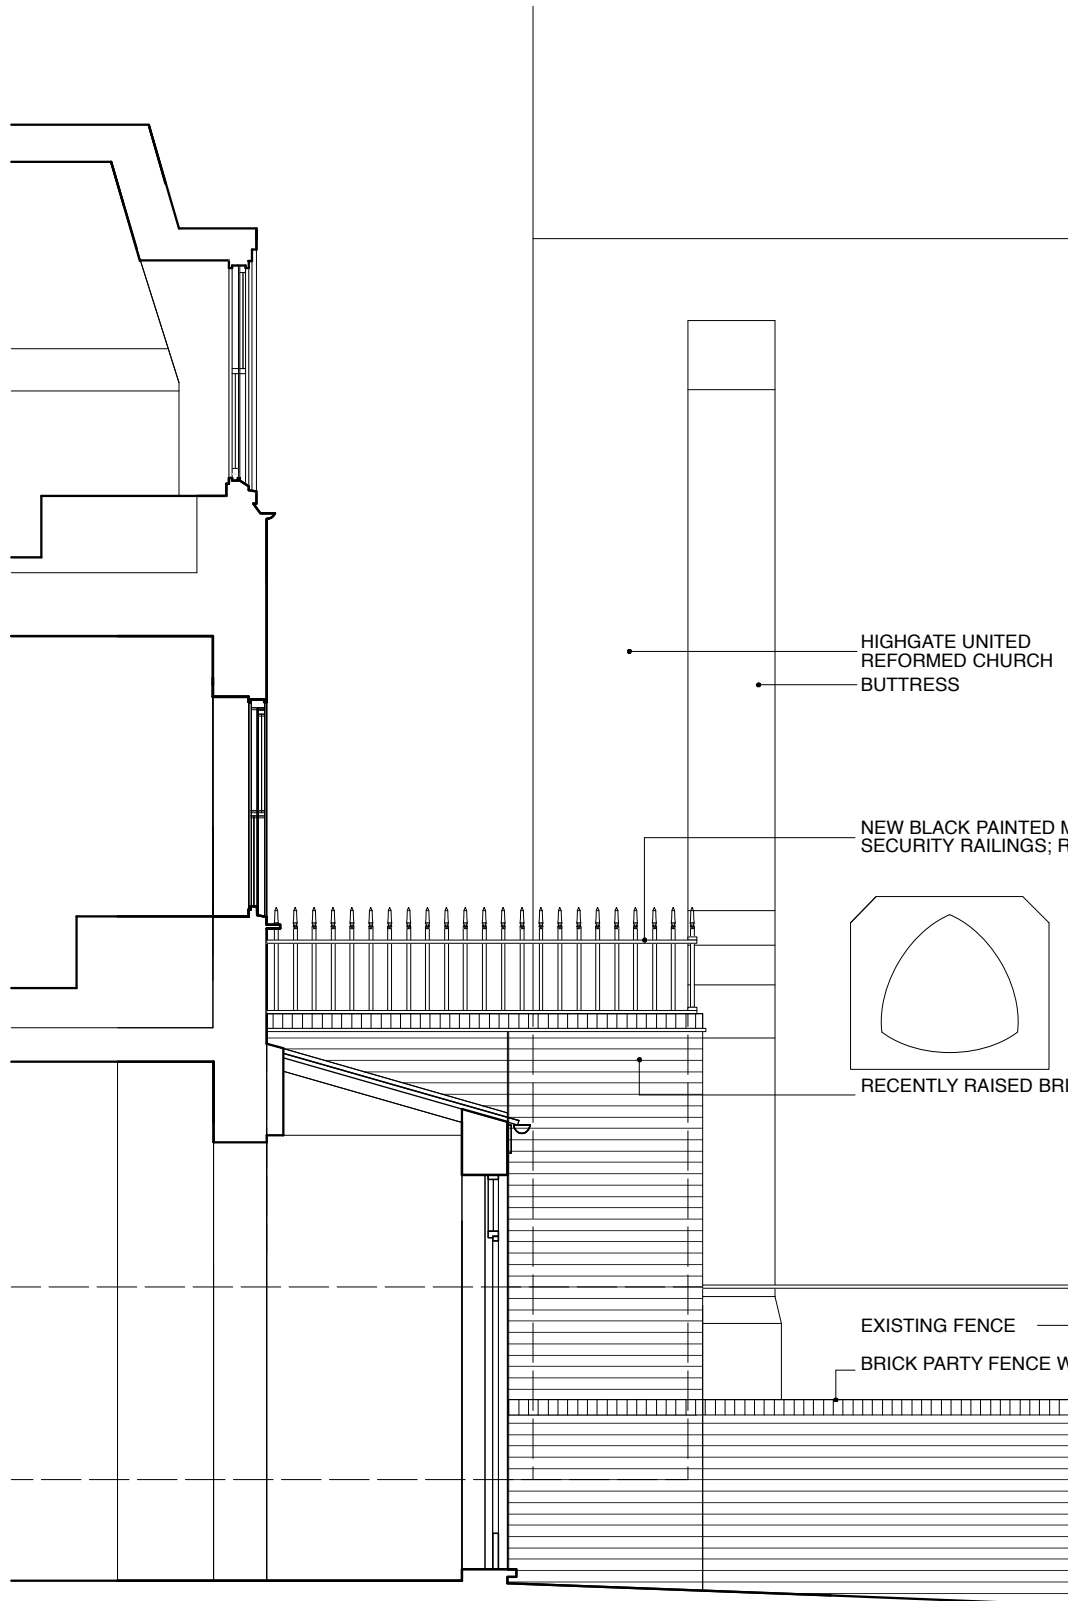 HIGHGATE UNITED
REFORMED CHURCH
BUTTRESS
NEW BLACK PAINTED
SECURITY RAILINGS;
RECENTLY RAISED
EXISTING FENCE
BRICK PARTY FENCE